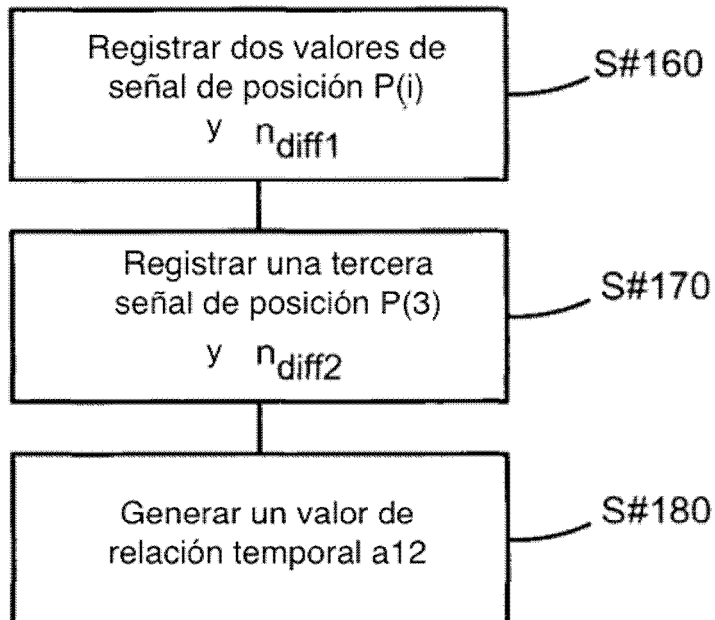 Registrar dos valores de
señal de posición P(i)
y n_diff1
S#160
Registrar una tercera
señal de posición P(3)
y n_diff2
S#170
Generar un valor de
relación temporal a12
S#180